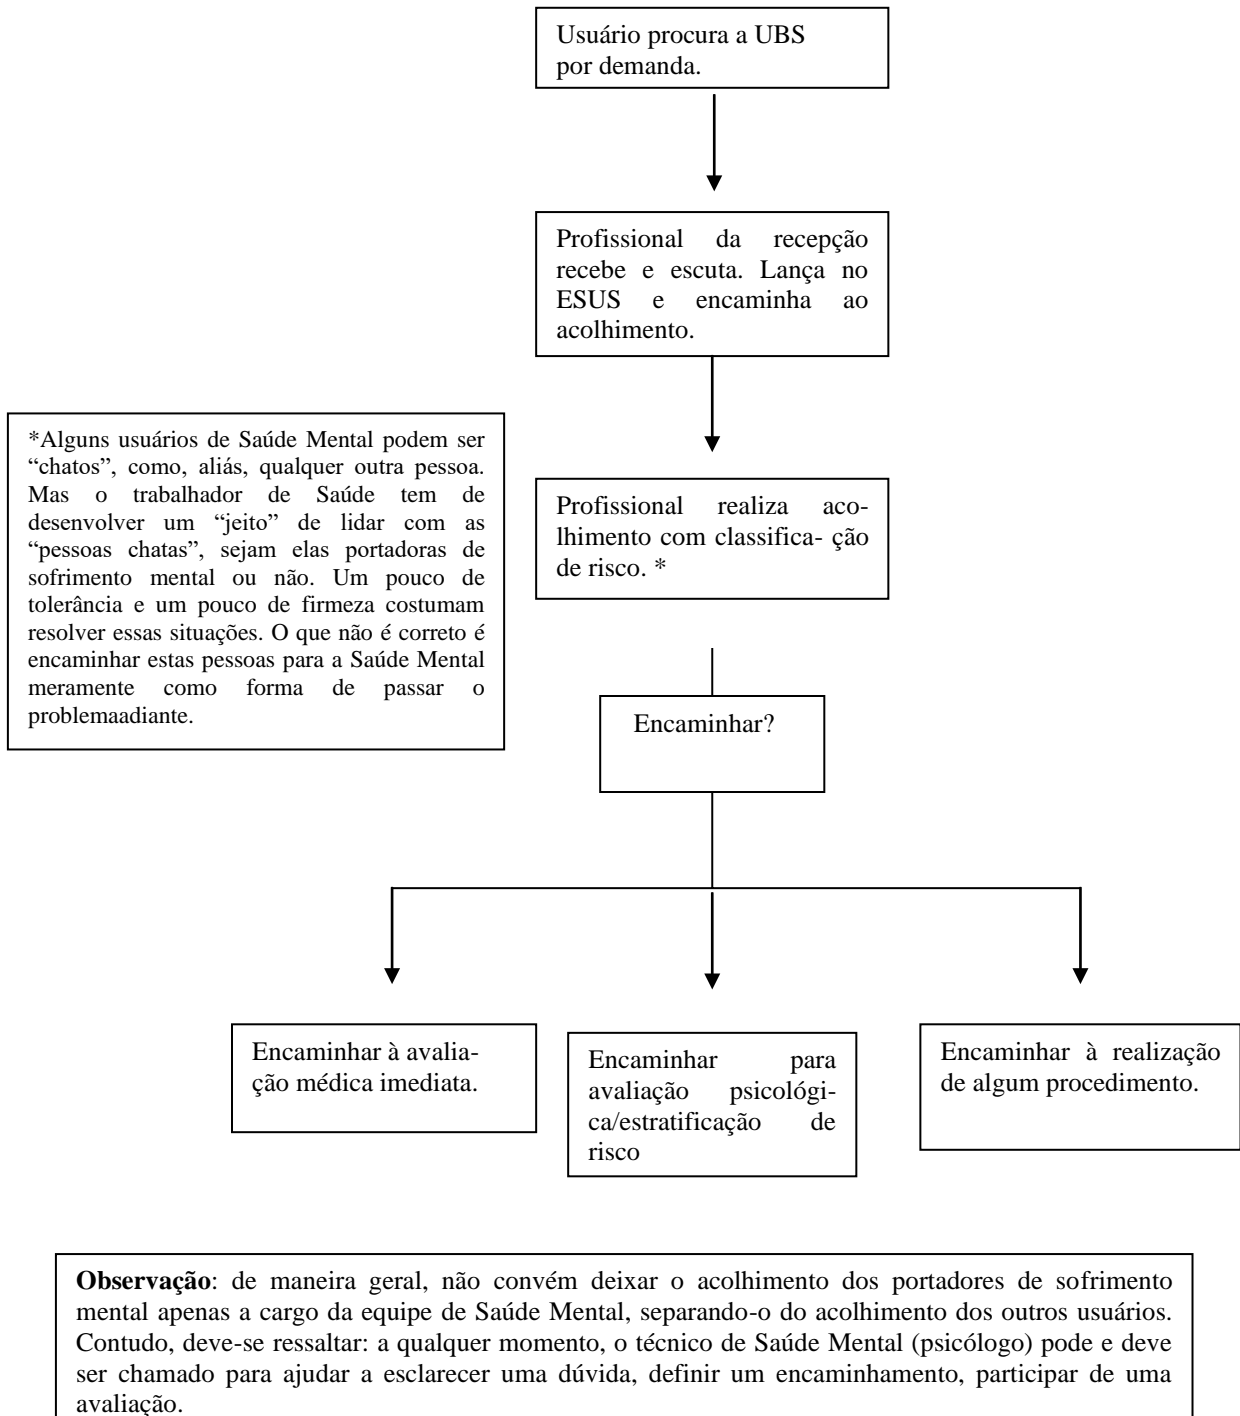 Usuário procura a UBS
por demanda.
Profissional da recepção
recebe e escuta. Lança no
ESUS e encaminha ao
acolhimento.
*Alguns usuários de Saúde Mental podem ser
“chatos”, como, aliás, qualquer outra pessoa.
Mas o trabalhador de Saúde tem de
desenvolver um “jeito” de lidar com as
“pessoas chatas”, sejam elas portadoras de
sofrimento mental ou não. Um pouco de
tolerância e um pouco de firmeza costumam
resolver essas situações. O que não é correto é
encaminhar estas pessoas para a Saúde Mental
meramente como forma de passar o
problemaadiante.
Profissional realiza aco-
lhimento com classifica- ção
de risco. *
Encaminhar?
Encaminhar à avalia-
ção médica imediata.
Encaminhar para
avaliação psicológi-
ca/estratificação de
risco
Encaminhar à realização
de algum procedimento.
Observação: de maneira geral, não convém deixar o acolhimento dos portadores de sofrimento
mental apenas a cargo da equipe de Saúde Mental, separando-o do acolhimento dos outros usuários.
Contudo, deve-se ressaltar: a qualquer momento, o técnico de Saúde Mental (psicólogo) pode e deve
ser chamado para ajudar a esclarecer uma dúvida, definir um encaminhamento, participar de uma
avaliação.